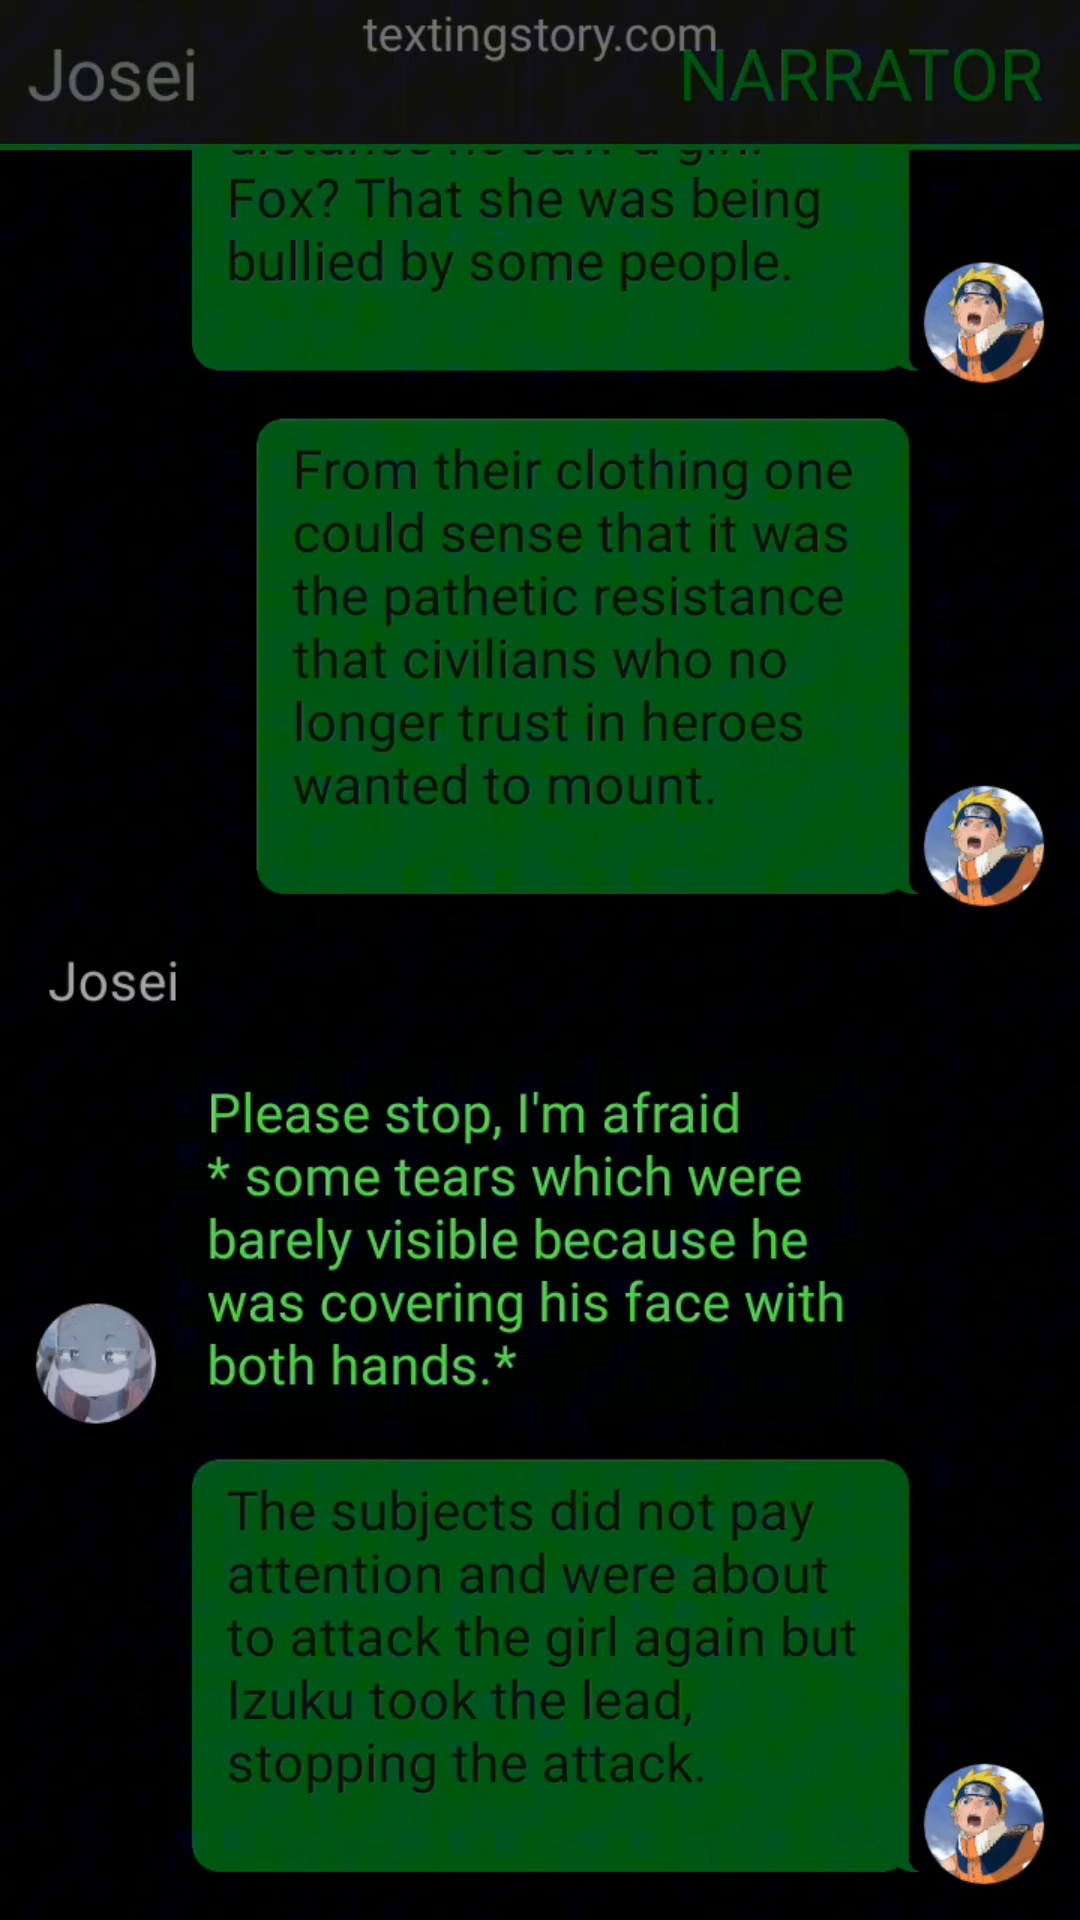 textingstory.com
Josei
NARRATOR
distance he saw a girl.
Fox? That she was being
bullied by some people.
From their clothing one
could sense that it was
the pathetic resistance
that civilians who no
longer trust in heroes
wanted to mount.
Josei
Please stop, I'm afraid
* some tears which were
barely visible because he
was covering his face with
both hands.*
The subjects did not pay
attention and were about
to attack the girl again but
Izuku took the lead,
stopping the attack.